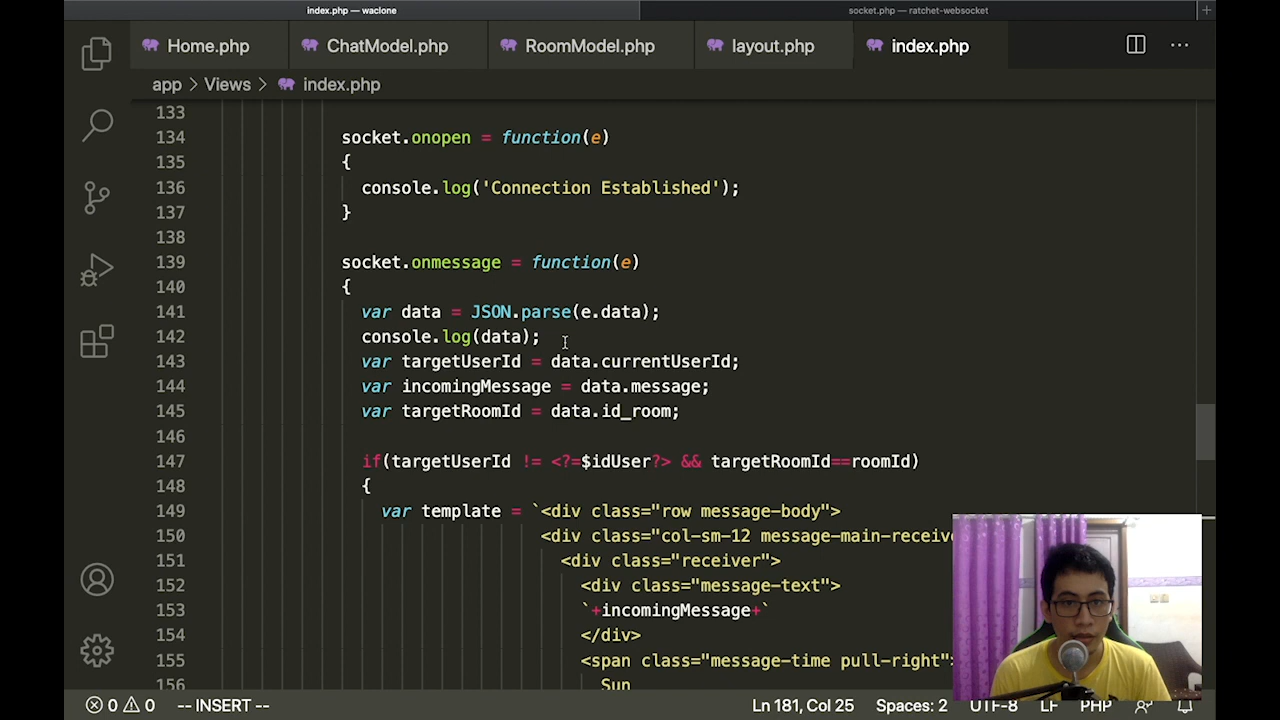 index.php — waclone
socket.php — ratchet-websocket
Home.php
ChatModel.php
RoomModel.php
layout.php
index.php
app > Views > index.php
133
134 socket.onopen = function(e)
135 {
136 console.log('Connection Established');
137 }
138
139 socket.onmessage = function(e)
140 {
141 var data = JSON.parse(e.data);
142 console.log(data);
143 var targetUserId = data.currentUserId;
144 var incomingMessage = data.message;
145 var targetRoomId = data.id_room;
146
147 if(targetUserId != <?=$idUser?> && targetRoomId==roomId)
148 {
149 var template = `<div class="row message-body">
150 <div class="col-sm-12 message-main-receive
151 <div class="receiver">
152 <div class="message-text">
153 `+incomingMessage+`
154 </div>
155 <span class="message-time pull-right"
156 Sun
0 0 -- INSERT -- Ln 181, Col 25 Spaces: 2 UTF-8 LF PHP